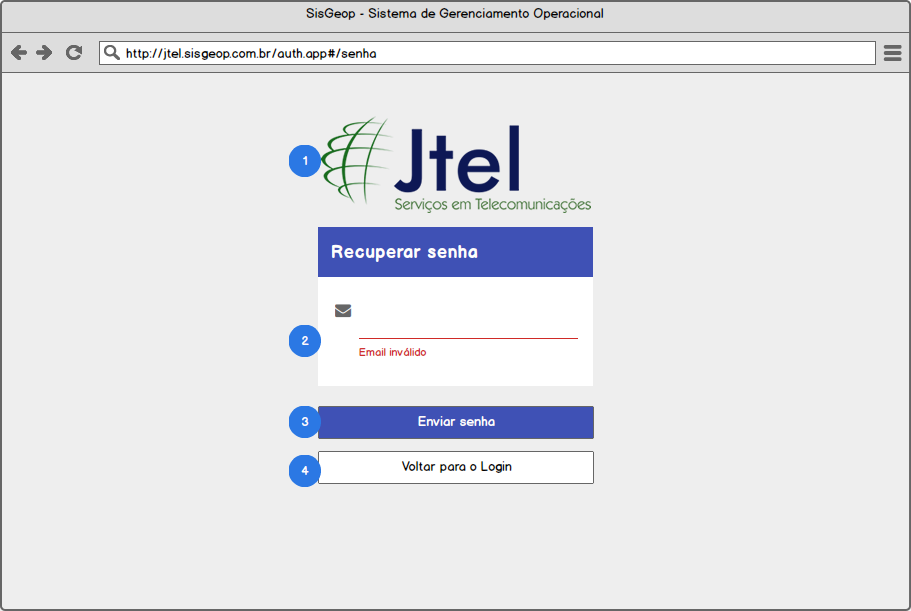 SisGeop - Sistema de Gerenciamento Operacional
http://jtel.sisgeop.com.br/auth.app#/senha
1
Jtel
Serviços em Telecomunicações
Recuperar senha
2
Email inválido
3
Enviar senha
4
Voltar para o Login